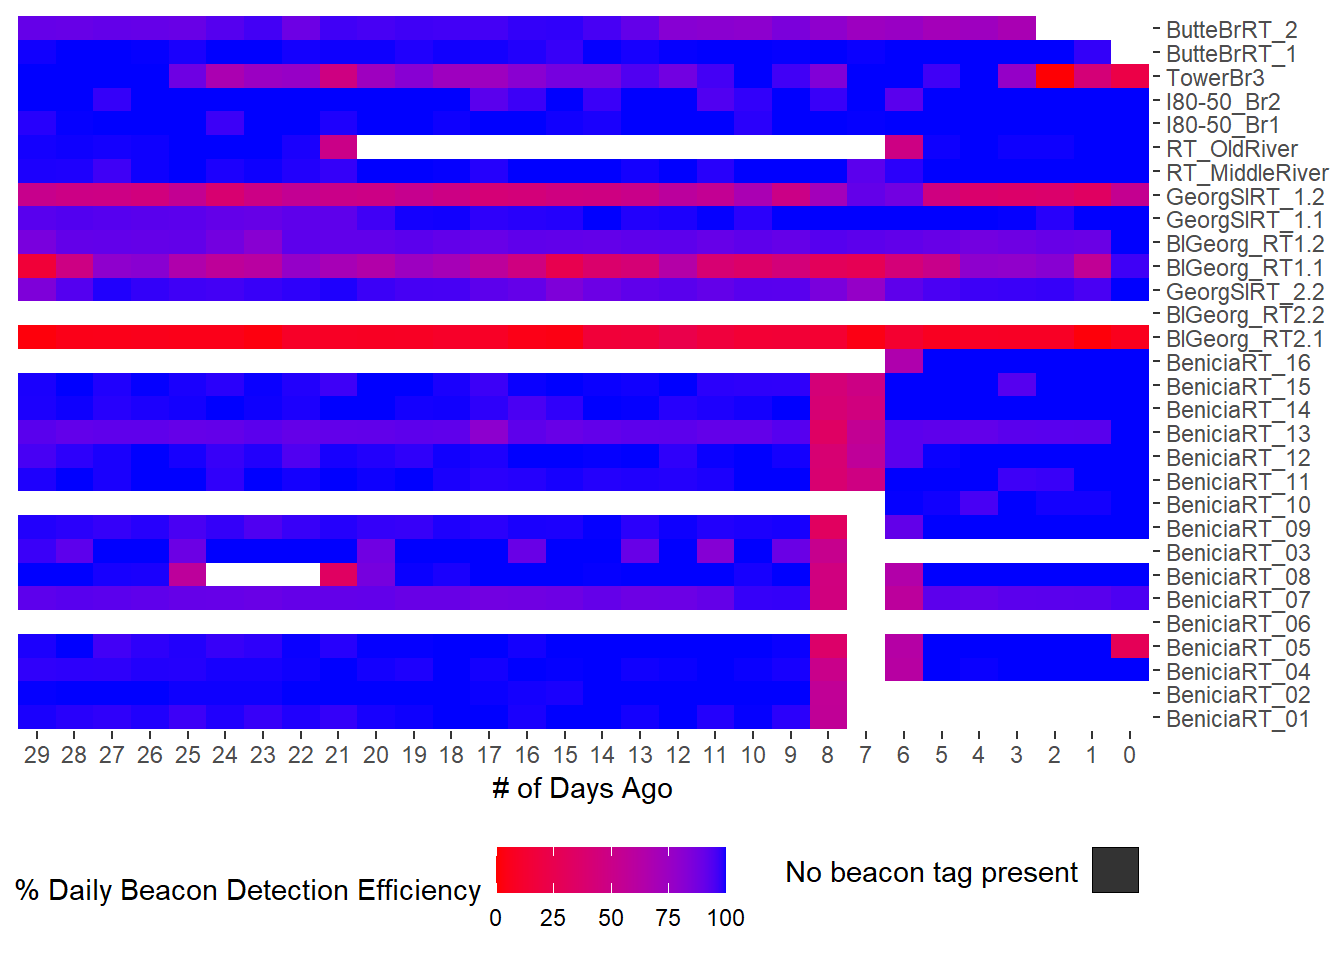 ButteBrRT_2
ButteBrRT_1
TowerBr3
I80-50_Br2
I80-50_Br1
RT_OldRiver
RT_MiddleRiver
GeorgSlRT_1.2
GeorgSlRT_1.1
BlGeorg_RT1.2
BlGeorg_RT1.1
GeorgSlRT_2.2
BlGeorg_RT2.2
BlGeorg_RT2.1
BeniciaRT_16
BeniciaRT_15
BeniciaRT_14
BeniciaRT_13
BeniciaRT_12
BeniciaRT_11
BeniciaRT_10
BeniciaRT_09
BeniciaRT_03
BeniciaRT_08
BeniciaRT_07
BeniciaRT_06
BeniciaRT_05
BeniciaRT_04
BeniciaRT_02
BeniciaRT_01
29 28 27 26 25 24 23 22 21 20 19 18 17 16 15 14 13 12 11 10 9 8 7 6 5 4 3 2 1 0
# of Days Ago
% Daily Beacon Detection Efficiency
0 25 50 75 100
No beacon tag present